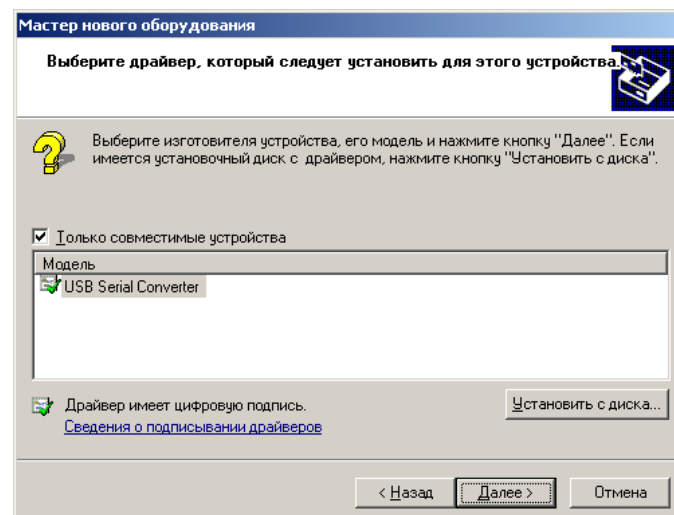 Мастер нового оборудования
Выберите драйвер, который следует установить для этого устройства.
Выберите изготовителя устройства, его модель и нажмите кнопку "Далее". Если
имеется установочный диск с драйвером, нажмите кнопку "Установить с диска".
Только совместимые устройства
Модель
USB Serial Converter
Драйвер имеет цифровую подпись.
Установить с диска...
Сведения о подписывании драйверов
< Назад
Далее >
Отмена